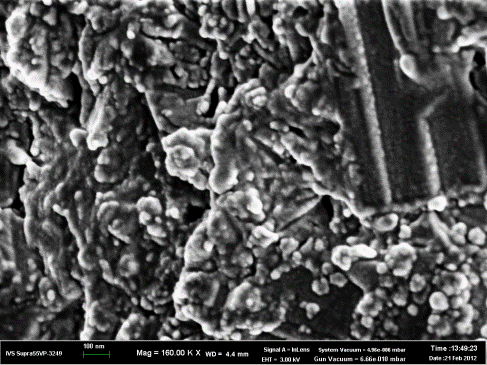 100 nm
IVS Supra55VP-3249
Mag = 160.00 K X
WD = 4.4 mm
Signal A = InLens
EHT = 3.00 kV
System Vacuum = 4.96e-006 mbar
Gun Vacuum = 6.66e-010 mbar
Time :13:49:23
Date :21 Feb 2012